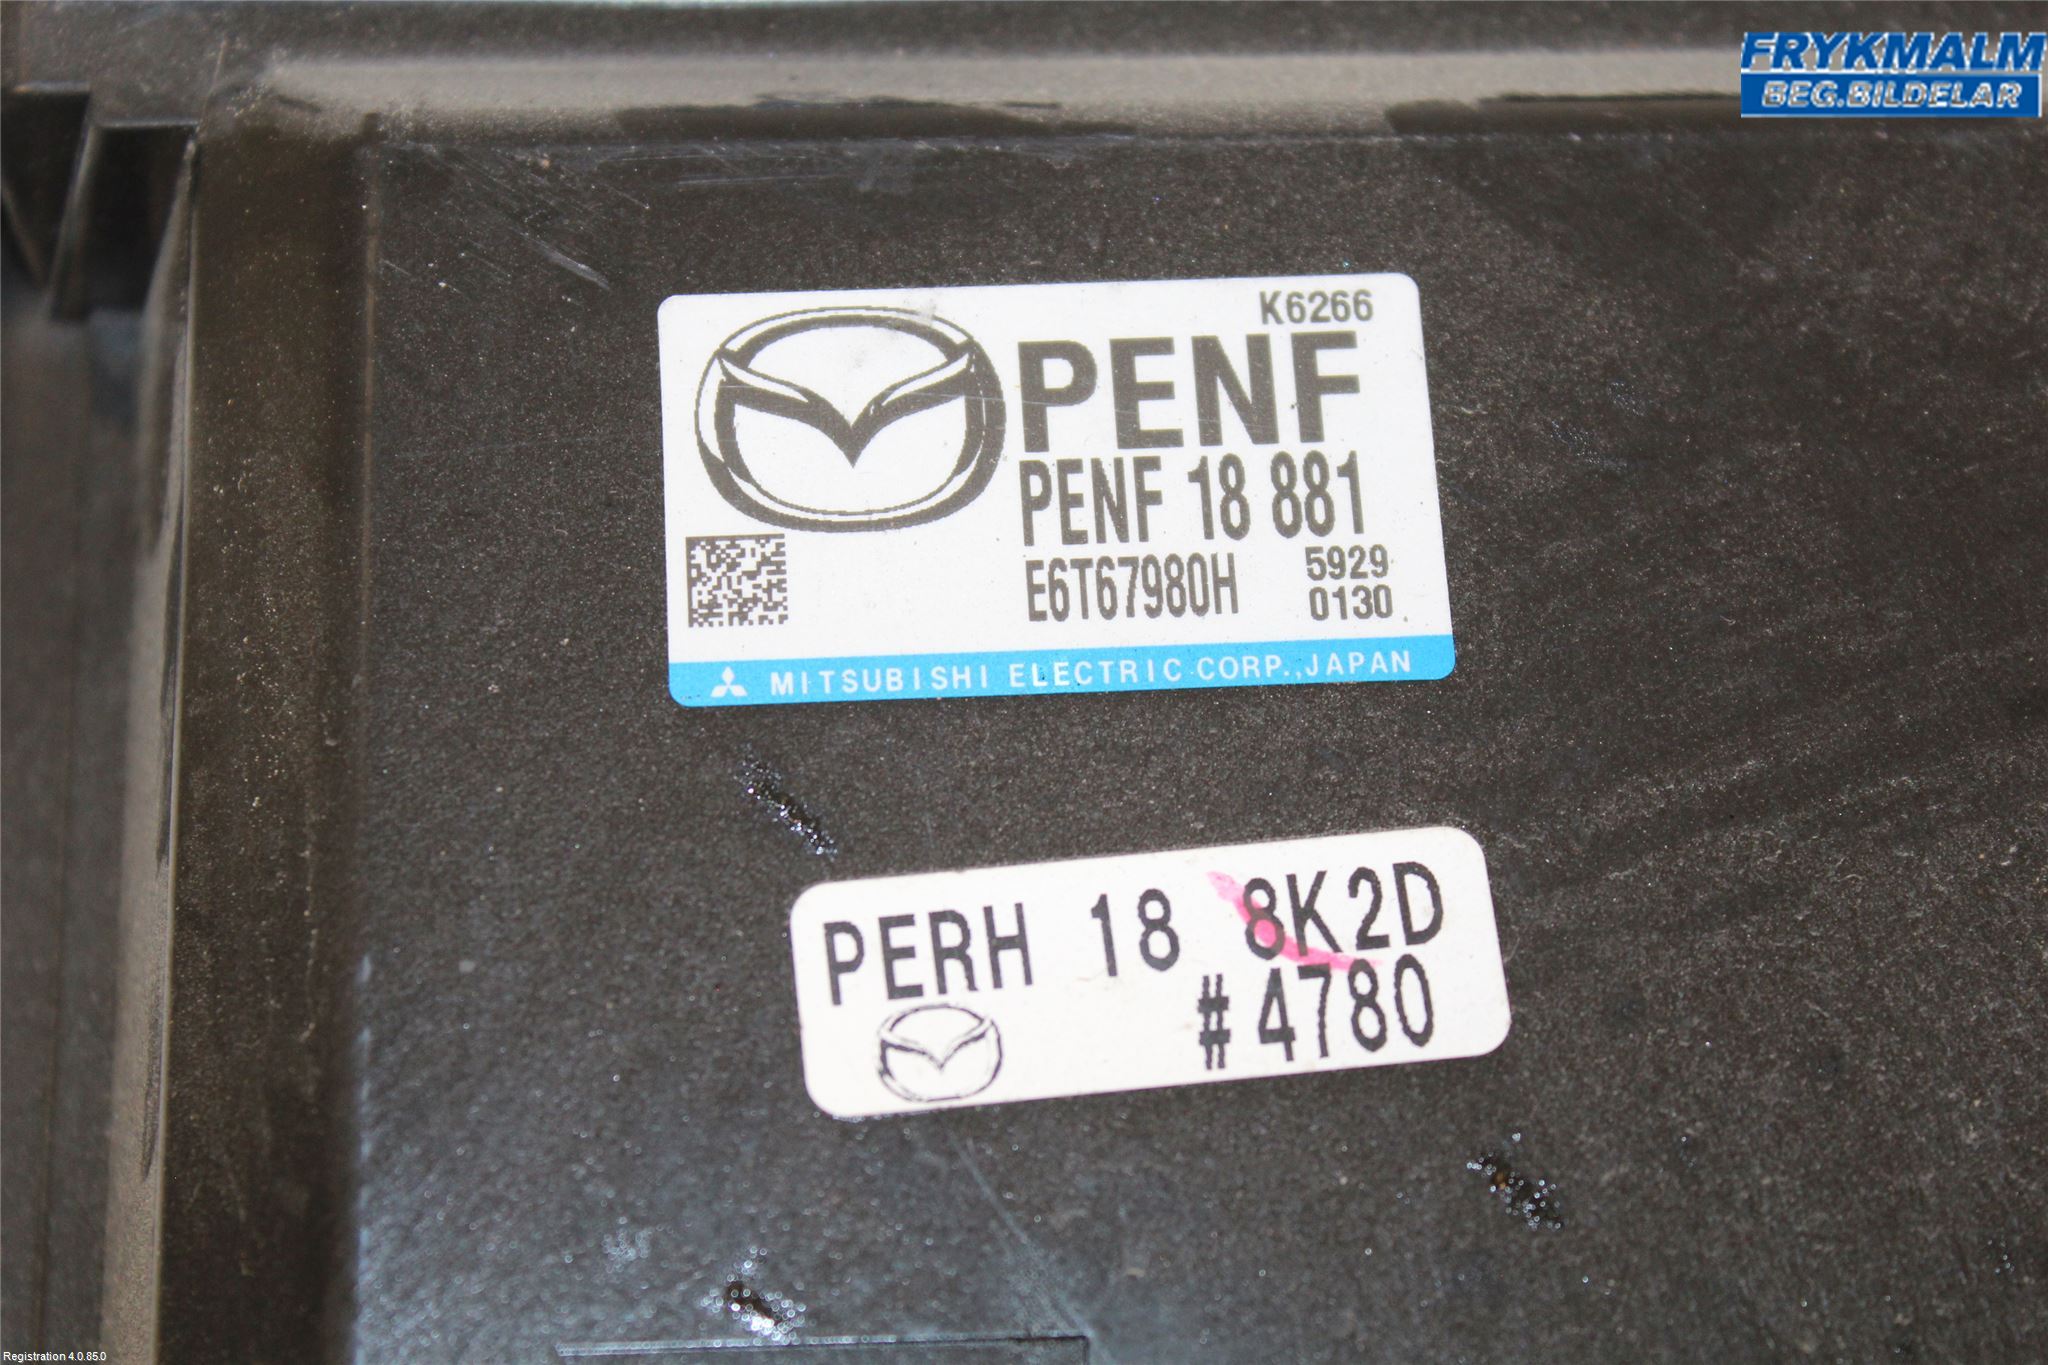 FRYKMALM
BEG.BILDELAR
K6266
PENF
PENF 18 881
E6T67980H
5929
0130
MITSUBISHI ELECTRIC CORP.,JAPAN
PERH 18 8K2D
#4780
Registration 4.0.85.0